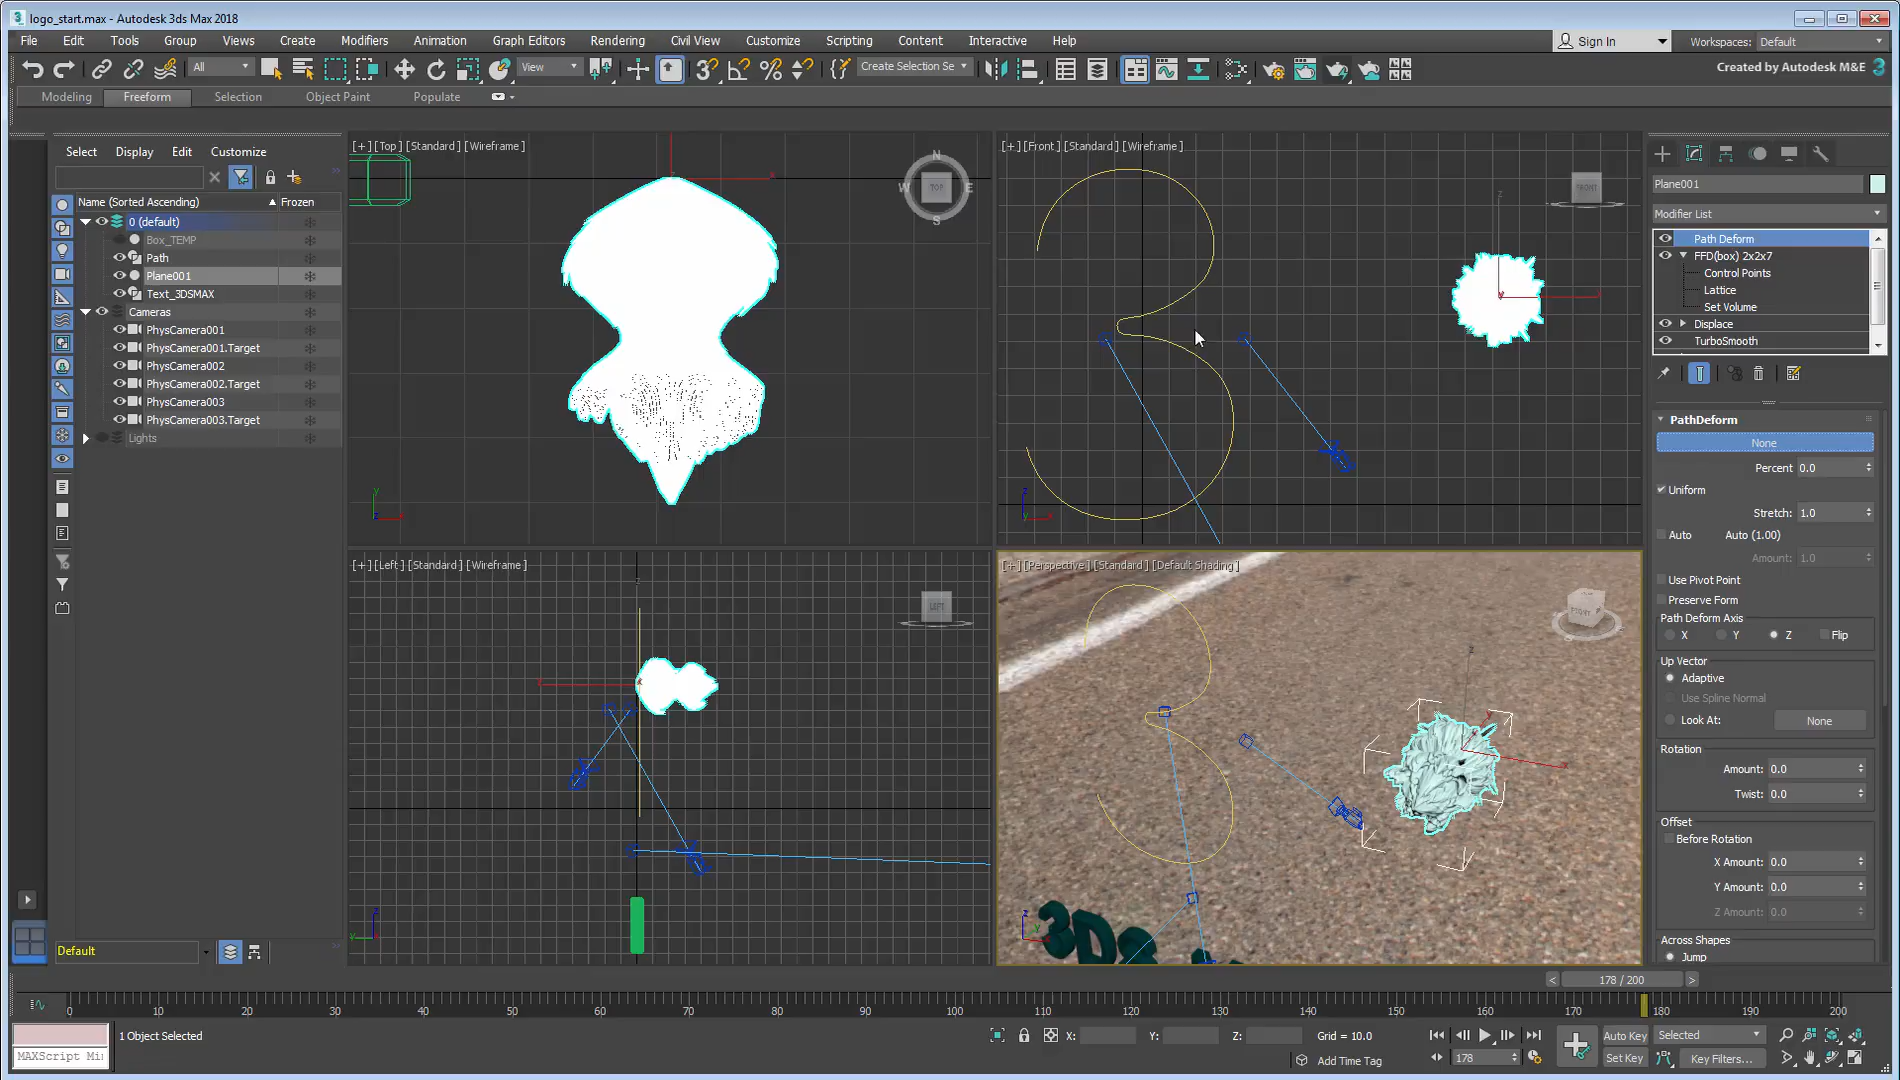 logo_start.max - Autodesk 3ds Max 2018
File Edit Tools Group Views Create Modifiers Animation Graph Editors Rendering Civil View Customize Scripting Content Interactive Help
Sign In
Workspaces: Default
All
View
Create Selection Se
Created by Autodesk M&E
Modeling Freeform Selection Object Paint Populate
Select Display Edit Customize
Name (Sorted Ascending) Frozen
0 (default)
Box_TEMP
Path
Plane001
Text_3DSMAX
Cameras
PhysCamera001
PhysCamera001.Target
PhysCamera002
PhysCamera002.Target
PhysCamera003
PhysCamera003.Target
Lights
Default
[+] [Top] [Standard] [Wireframe]
N
W TOP E
S
[+] [Front] [Standard] [Wireframe]
FRONT
[+] [Left] [Standard] [Wireframe]
LEFT
[+] [Perspective] [Standard] [Default Shading]
FRONT
3DS
Plane001
Modifier List
Path Deform
FFD(box) 2x2x7
Control Points
Lattice
Set Volume
Displace
TurboSmooth
PathDeform
None
Percent 0.0
Uniform
Stretch: 1.0
Auto Auto (1.00)
Amount: 1.0
Use Pivot Point
Preserve Form
Path Deform Axis
X Y Z Flip
Up Vector
Adaptive
Use Spline Normal
Look At: None
Rotation
Amount: 0.0
Twist: 0.0
Offset
Before Rotation
X Amount: 0.0
Y Amount: 0.0
Z Amount: 0.0
Across Shapes
Jump
< 178 / 200 >
0 10 20 30 40 50 60 70 80 90 100 110 120 130 140 150 160 170 180 190 200
1 Object Selected
MAXScript Mi
X: Y: Z: Grid = 10.0
Add Time Tag
178
Auto Key Selected
Set Key Key Filters...